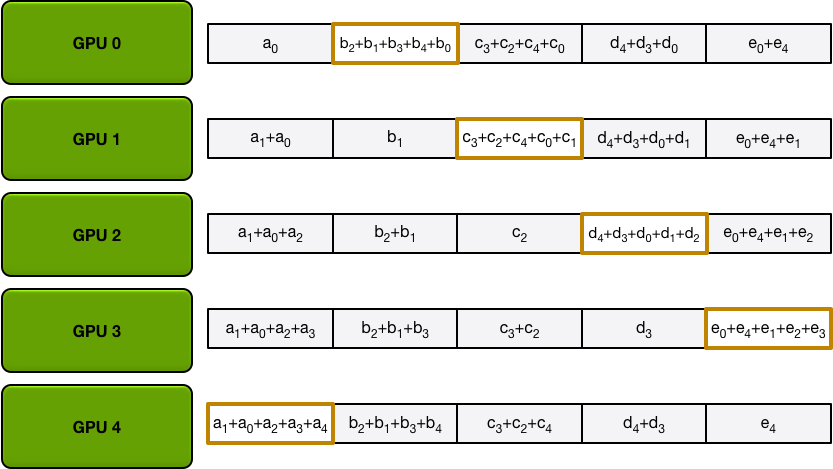 GPU 0 a₀ b₂+b₁+b₃+b₄+b₀ c₃+c₂+c₄+c₀ d₄+d₃+d₀ e₀+e₄
GPU 1 a₁+a₀ b₁ c₃+c₂+c₄+c₀+c₁ d₄+d₃+d₀+d₁ e₀+e₄+e₁
GPU 2 a₁+a₀+a₂ b₂+b₁ c₂ d₄+d₃+d₀+d₁+d₂ e₀+e₄+e₁+e₂
GPU 3 a₁+a₀+a₂+a₃ b₂+b₁+b₃ c₃+c₂ d₃ e₀+e₄+e₁+e₂+e₃
GPU 4 a₁+a₀+a₂+a₃+a₄ b₂+b₁+b₃+b₄ c₃+c₂+c₄ d₄+d₃ e₄